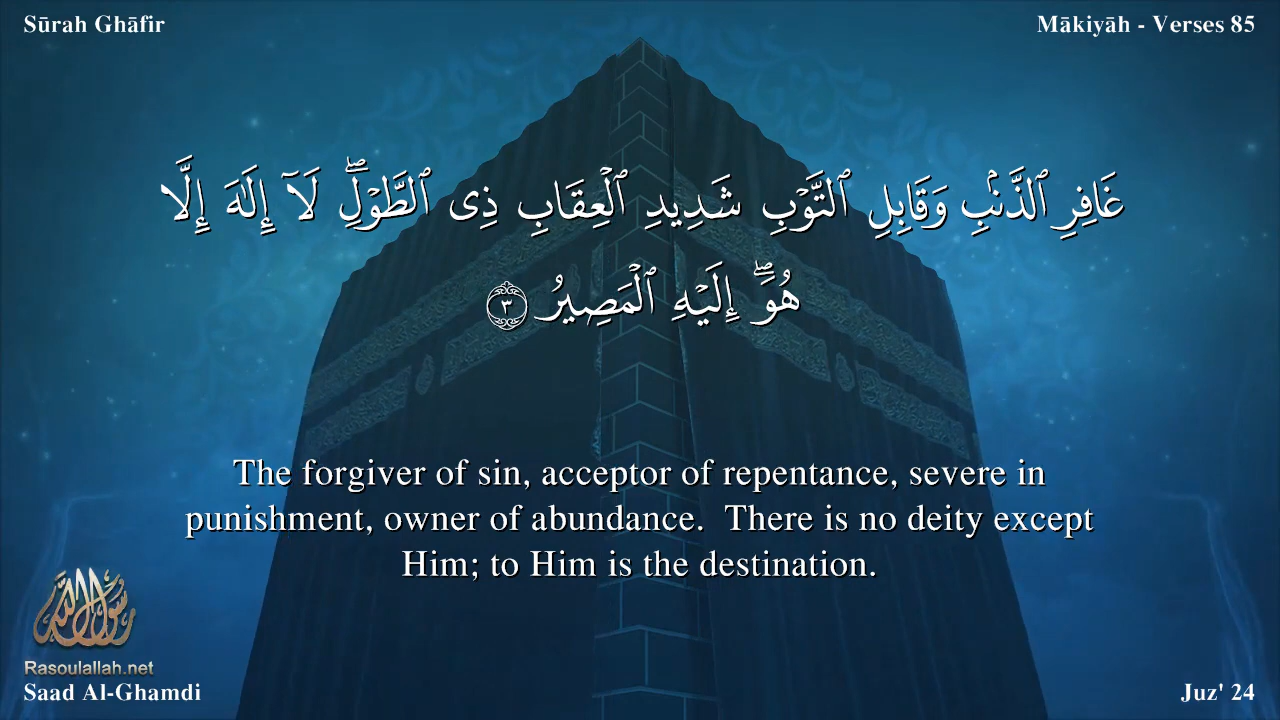 Sūrah Ghāfir
Mākiyāh - Verses 85
غَافِرِ ٱلذَّنۢبِ وَقَابِلِ ٱلتَّوْبِ شَدِيدِ ٱلْعِقَابِ ذِى ٱلطَّوْلِۖ لَآ إِلَٰهَ إِلَّا
هُوَۖ إِلَيْهِ ٱلْمَصِيرُ ٣
The forgiver of sin, acceptor of repentance, severe in
punishment, owner of abundance.  There is no deity except
Him; to Him is the destination.
رسول الله
Rasoulallah.net
Saad Al-Ghamdi
Juz' 24